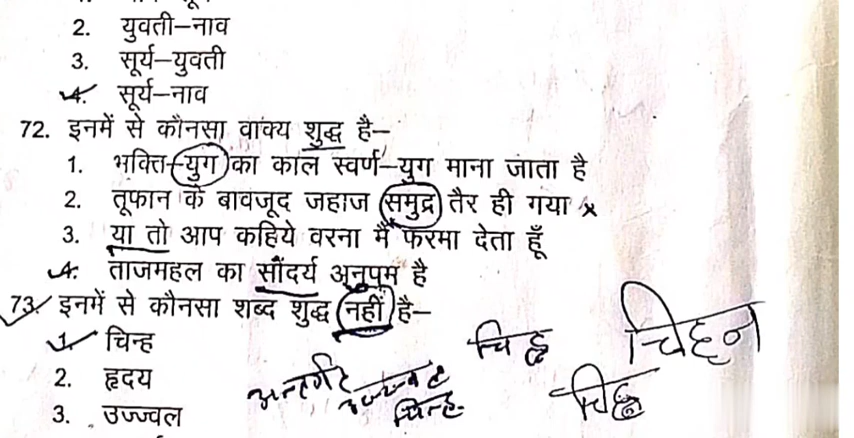 2. युवती–नाव
3. सूर्य–युवती
4. सूर्य–नाव
72. इनमें से कौनसा वाक्य शुद्ध है–
1. भक्ति–युग का काल स्वर्ण–युग माना जाता है
2. तूफान के बावजूद जहाज समुद्र तैर ही गया ×
3. या तो आप कहिये वरना मैं फरमा देता हूँ
4. ताजमहल का सौंदर्य अनुपम है
73. इनमें से कौनसा शब्द शुद्ध नहीं है–
1. चिन्ह
2. हृदय
3. उज्ज्वल
चिह्न
चिन्ह